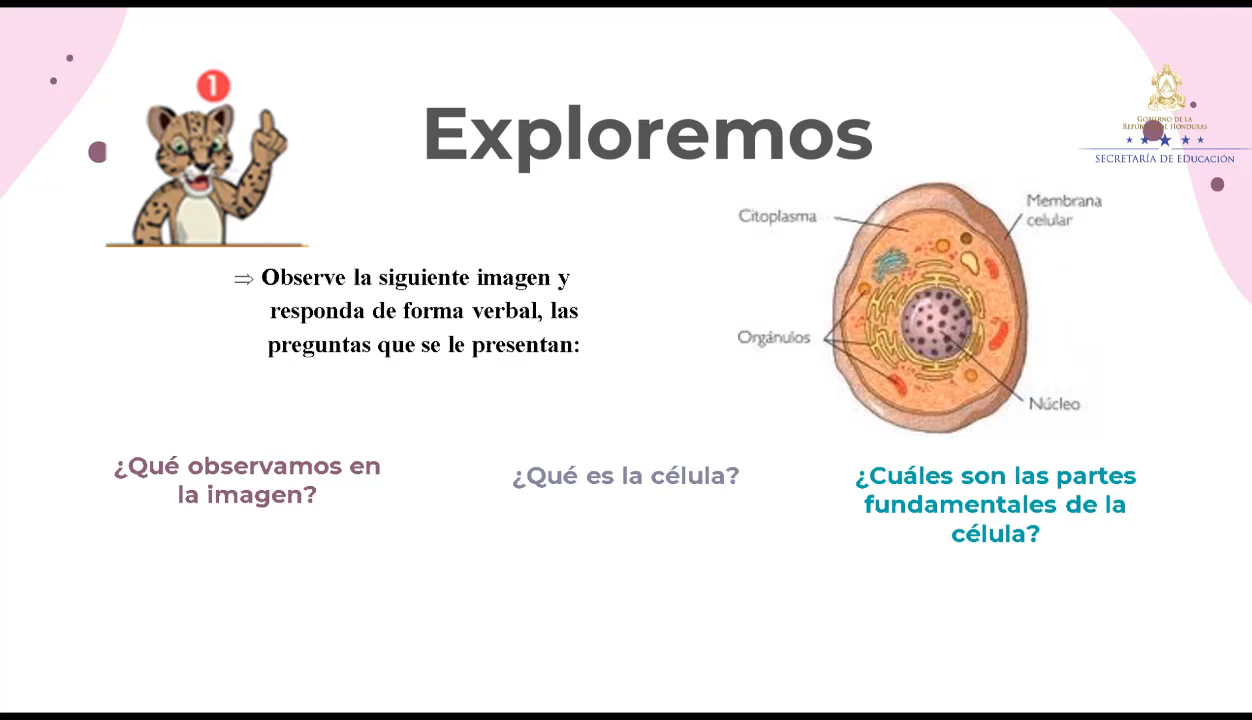 1
Exploremos
GOBIERNO DE LA
REPÚBLICA DE HONDURAS
SECRETARÍA DE EDUCACIÓN
⇒ Observe la siguiente imagen y
responda de forma verbal, las
preguntas que se le presentan:
Citoplasma
Membrana
celular
Orgánulos
Núcleo
¿Qué observamos en
la imagen?
¿Qué es la célula?
¿Cuáles son las partes
fundamentales de la
célula?